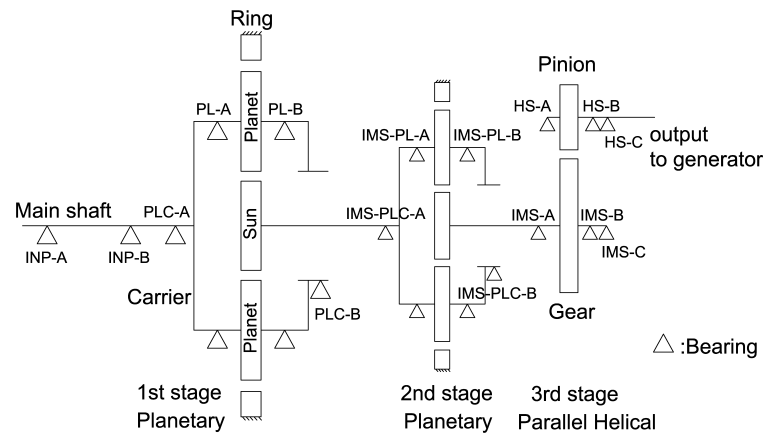 Ring
Pinion
PL-A
Planet
PL-B
HS-A
HS-B
HS-C
output
to generator
IMS-PL-A
IMS-PL-B
Main shaft
PLC-A
Sun
IMS-PLC-A
IMS-A
IMS-B
IMS-C
INP-A
INP-B
Carrier
Planet
PLC-B
IMS-PLC-B
Gear
:Bearing
1st stage
Planetary
2nd stage
Planetary
3rd stage
Parallel Helical